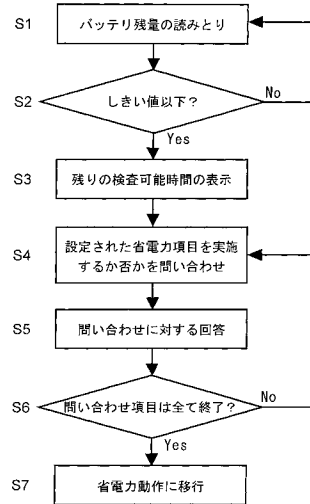 S1
バッテリ残量の読みとり
S2
しきい値以下?
No
Yes
S3
残りの検査可能時間の表示
S4
設定された省電力項目を実施
するか否かを問い合わせ
S5
問い合わせに対する回答
S6
問い合わせ項目は全て終了?
No
Yes
S7
省電力動作に移行